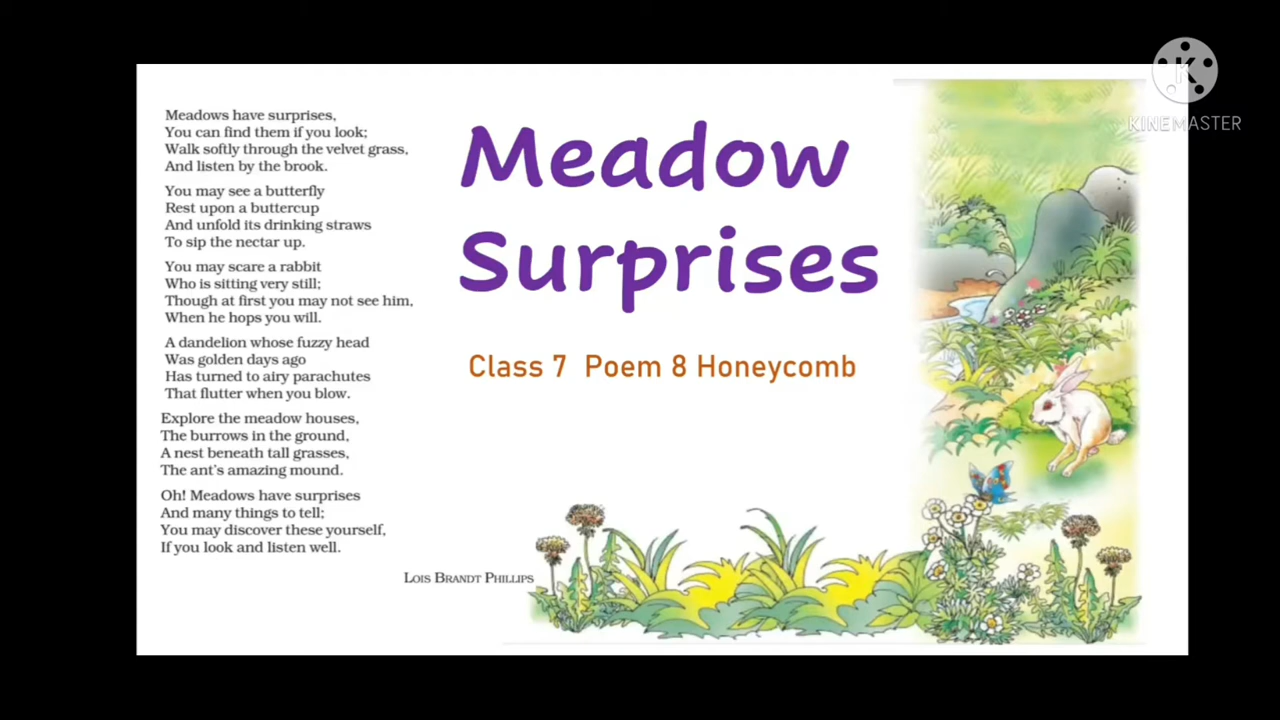 Meadows have surprises,
You can find them if you look;
Walk softly through the velvet grass,
And listen by the brook.
You may see a butterfly
Rest upon a buttercup
And unfold its drinking straws
To sip the nectar up.
You may scare a rabbit
Who is sitting very still;
Though at first you may not see him,
When he hops you will.
A dandelion whose fuzzy head
Was golden days ago
Has turned to airy parachutes
That flutter when you blow.
Explore the meadow houses,
The burrows in the ground,
A nest beneath tall grasses,
The ant's amazing mound.
Oh! Meadows have surprises
And many things to tell;
You may discover these yourself,
If you look and listen well.
LOIS BRANDT PHILLIPS
Meadow
Surprises
Class 7 Poem 8 Honeycomb
K
KINEMASTER